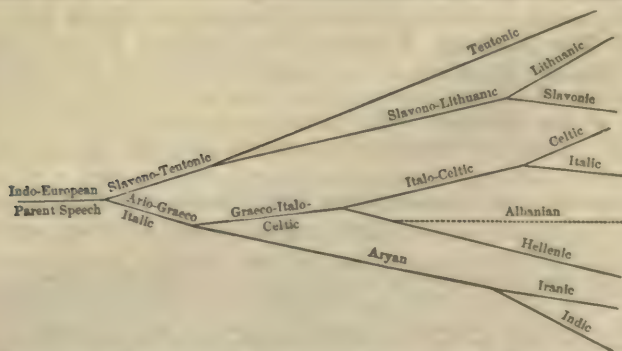 Teutonic
Lithuanic
Slavono-Lithuanic
Slavonic
Slavono-Teutonic
Celtic
Italo-Celtic
Italic
Indo-European
Parent Speech
Ario-Graeco
Italic
Graeco-Italo-
Celtic
Albanian
Hellenic
Aryan
Iranic
Indic